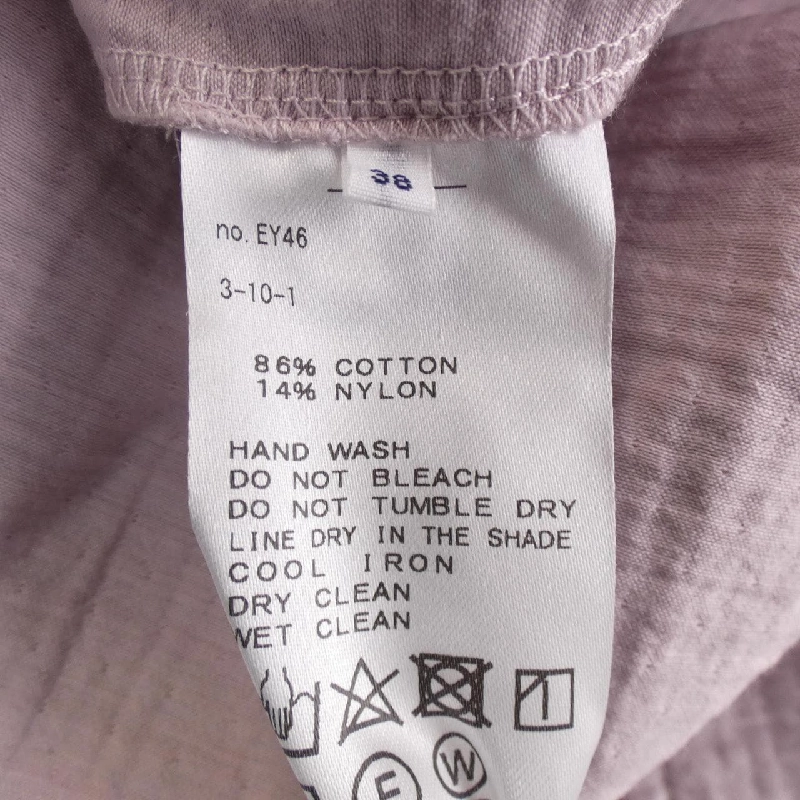 38
no. EY46
3-10-1
86% COTTON
14% NYLON
HAND WASH
DO NOT BLEACH
DO NOT TUMBLE DRY
LINE DRY IN THE SHADE
COOL IRON
DRY CLEAN
WET CLEAN
W
F